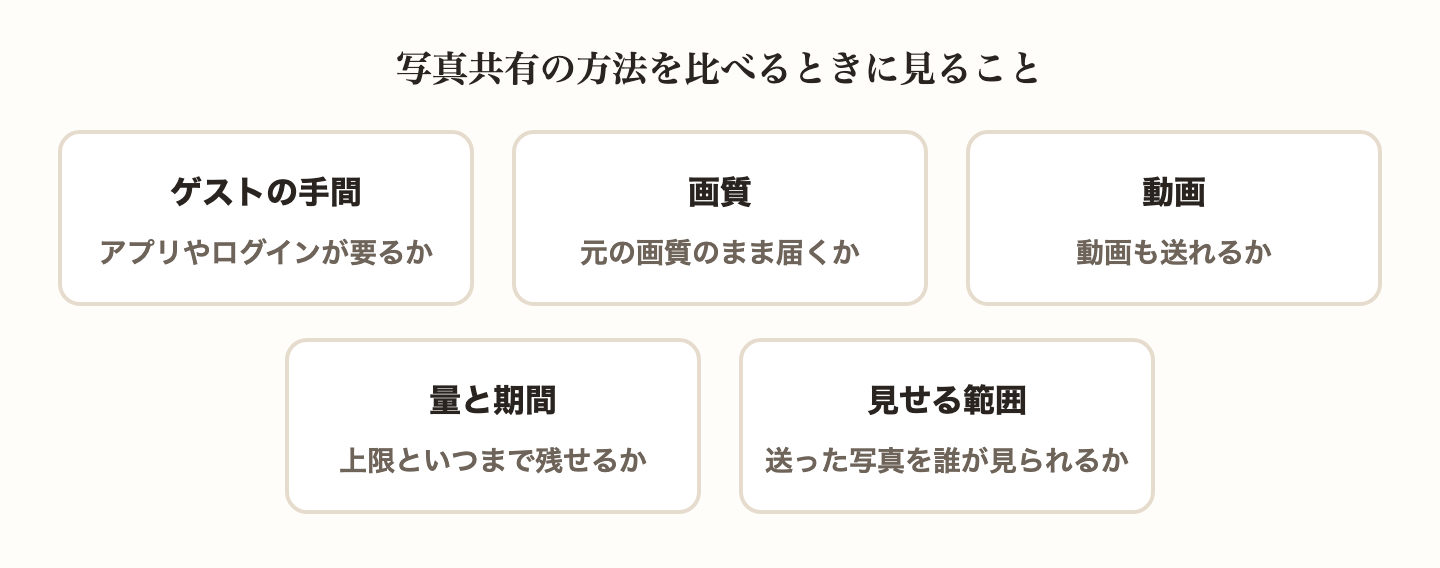 写真共有の方法を比べるときに見ること
ゲストの手間
アプリやログインが要るか
画質
元の画質のまま届くか
動画
動画も送れるか
量と期間
上限といつまで残せるか
見せる範囲
送った写真を誰が見られるか